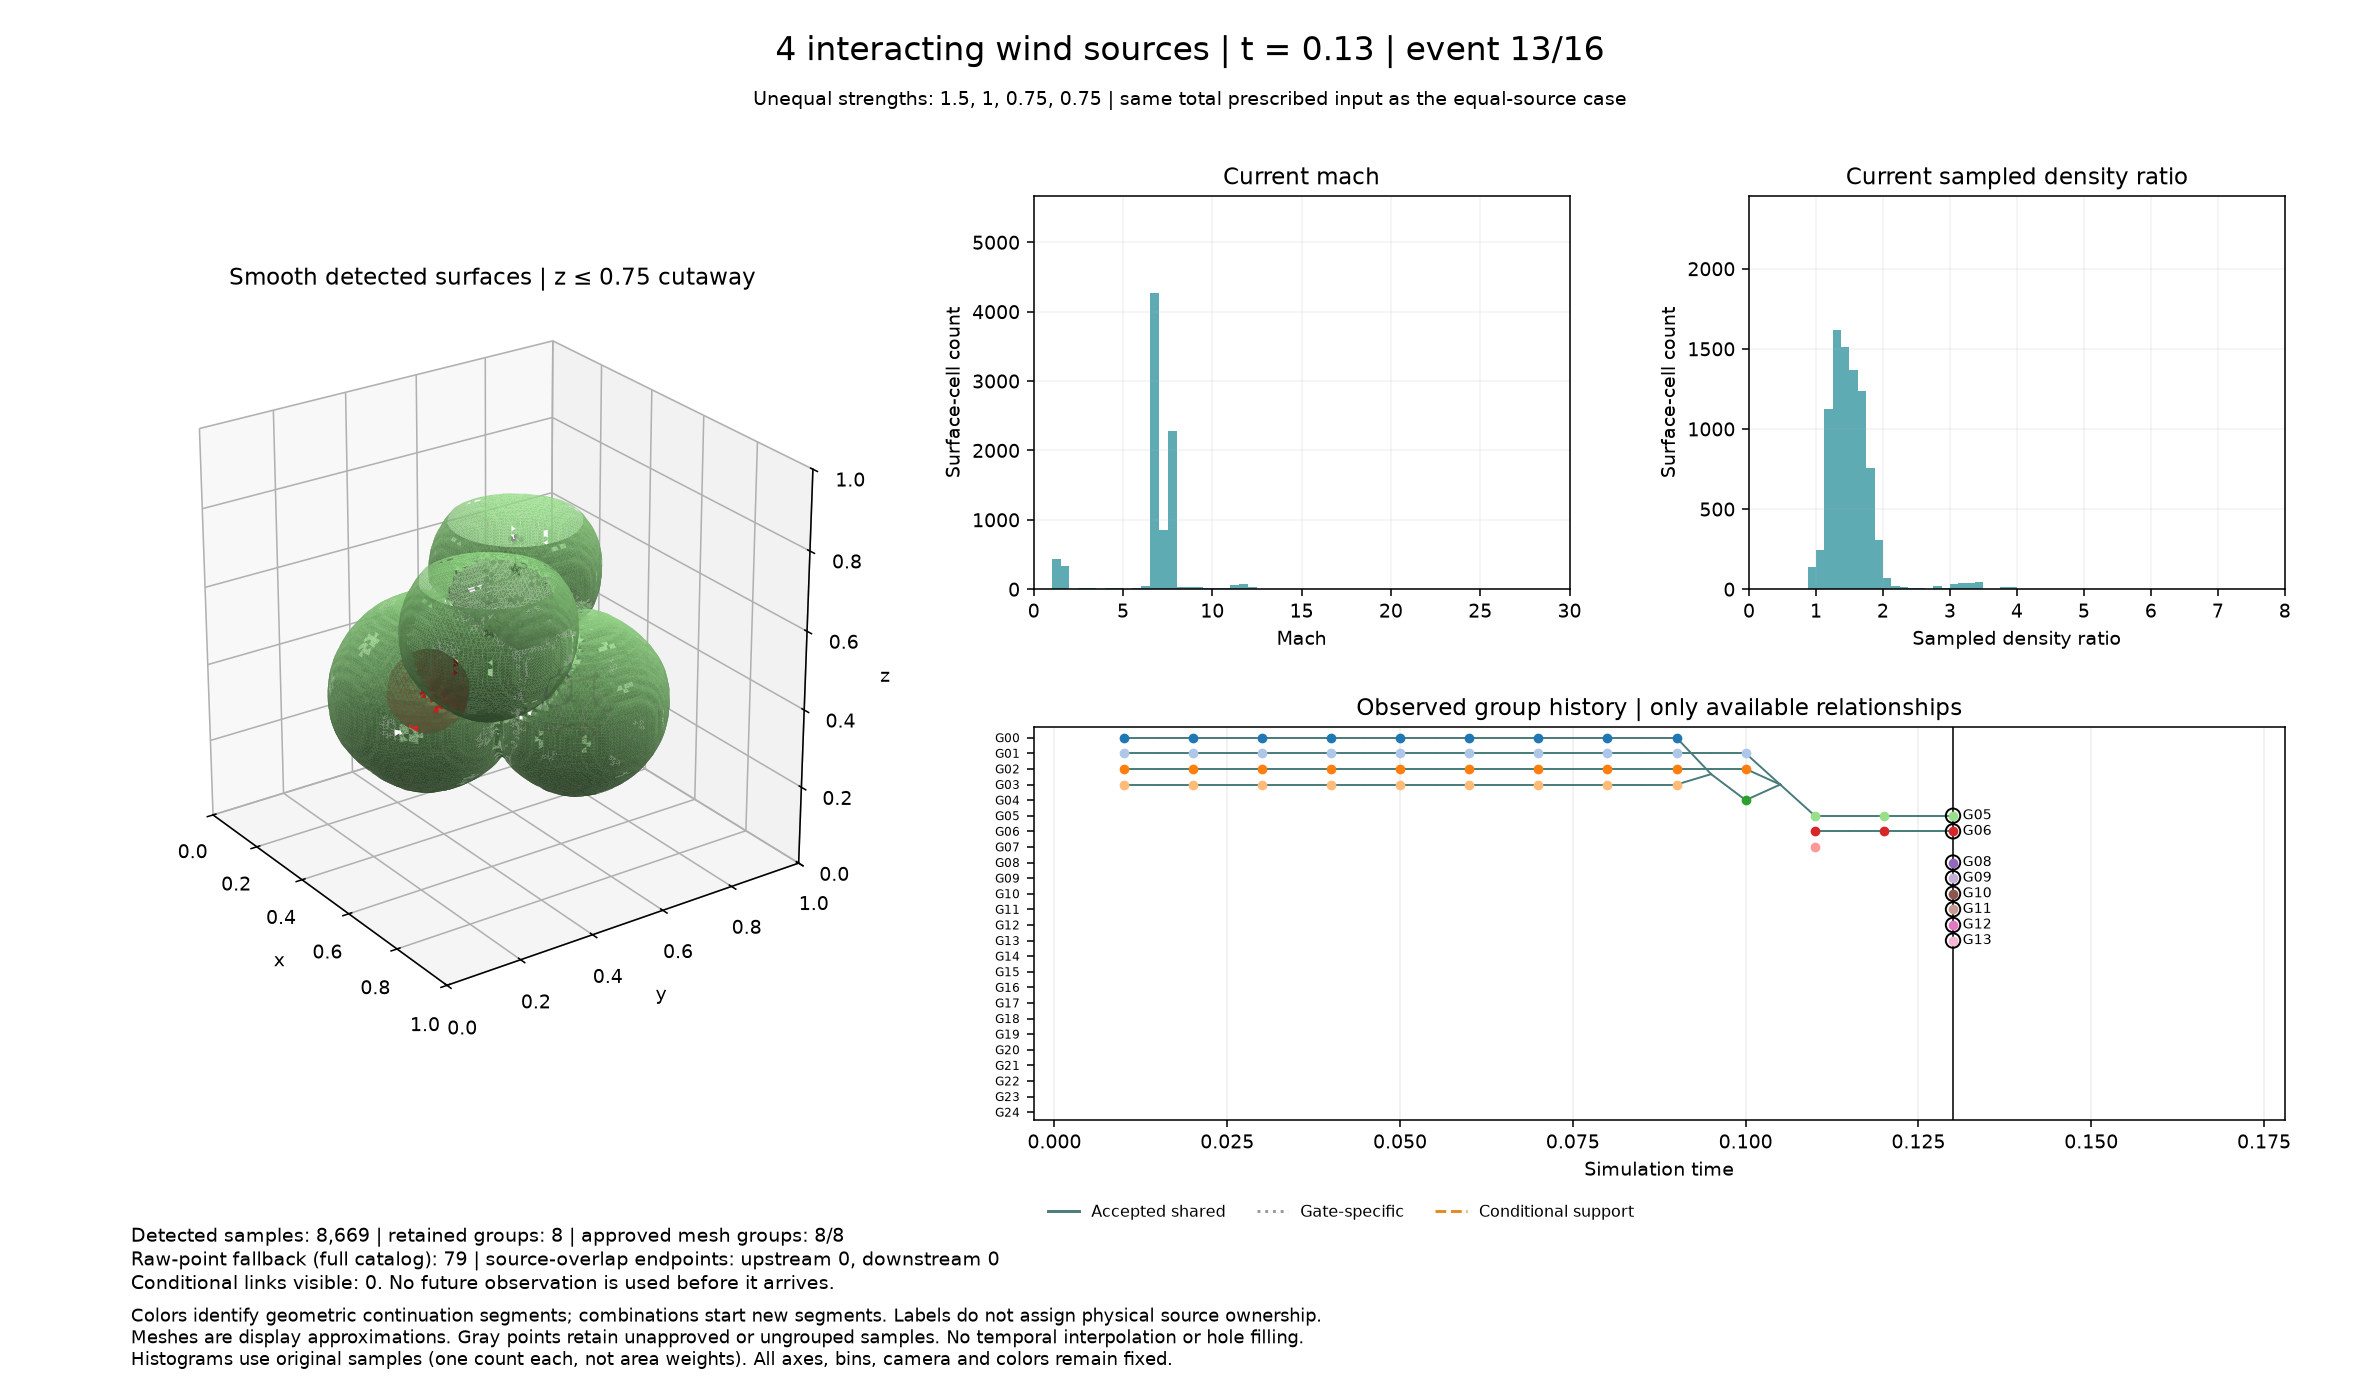 4 interacting wind sources | t = 0.13 | event 13/16
Unequal strengths: 1.5, 1, 0.75, 0.75 | same total prescribed input as the equal-source case
Smooth detected surfaces | z ≤ 0.75 cutaway
1.0
0.8
0.6
0.4
0.2
0.0
z
0.0
0.2
0.4
0.6
0.8
1.0
x
0.0
0.2
0.4
0.6
0.8
1.0
y
Current mach
Surface-cell count
5000
4000
3000
2000
1000
0
0 5 10 15 20 25 30
Mach
Current sampled density ratio
Surface-cell count
2000
1500
1000
500
0
0 1 2 3 4 5 6 7 8
Sampled density ratio
Observed group history | only available relationships
G00
G01
G02
G03
G04
G05
G06
G07
G08
G09
G10
G11
G12
G13
G14
G15
G16
G17
G18
G19
G20
G21
G22
G23
G24
G05
G06
G08
G09
G10
G11
G12
G13
0.000 0.025 0.050 0.075 0.100 0.125 0.150 0.175
Simulation time
Accepted shared Gate-specific Conditional support
Detected samples: 8,669 | retained groups: 8 | approved mesh groups: 8/8
Raw-point fallback (full catalog): 79 | source-overlap endpoints: upstream 0, downstream 0
Conditional links visible: 0. No future observation is used before it arrives.
Colors identify geometric continuation segments; combinations start new segments. Labels do not assign physical source ownership.
Meshes are display approximations. Gray points retain unapproved or ungrouped samples. No temporal interpolation or hole filling.
Histograms use original samples (one count each, not area weights). All axes, bins, camera and colors remain fixed.